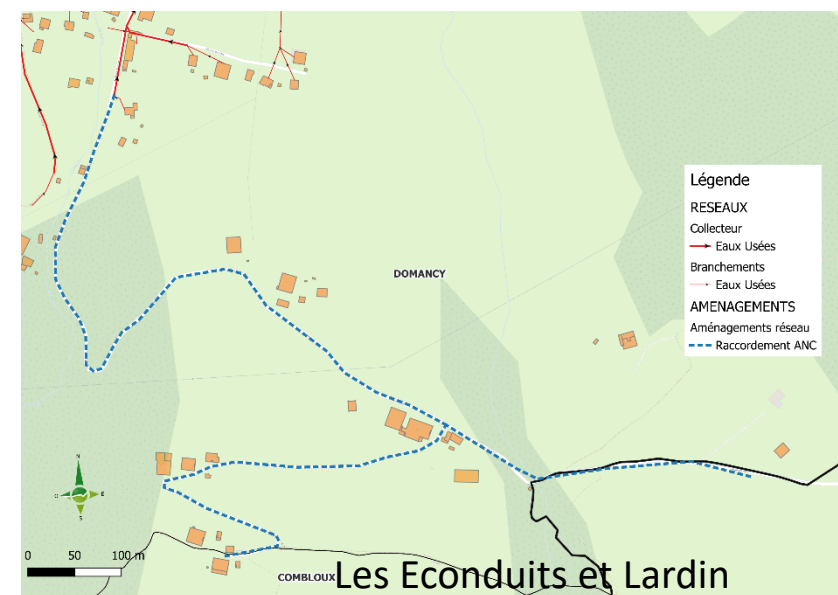 Légende
RESEAUX
Collecteur
Eaux Usées
Branchements
Eaux Usées
AMENAGEMENTS
Aménagements réseau
Raccordement ANC
DOMANCY
N
O E
S
0 50 100 m
COMBLOUX
Les Econduits et Lardin